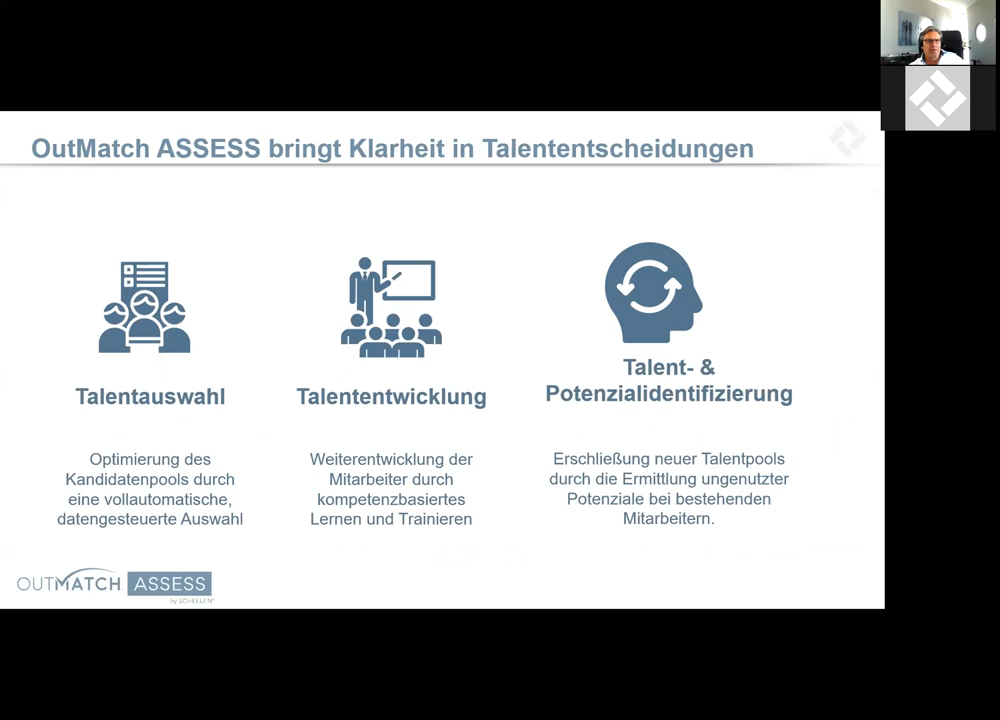 OutMatch ASSESS bringt Klarheit in Talententscheidungen
Talentauswahl
Optimierung des
Kandidatenpools durch
eine vollautomatische,
datengesteuerte Auswahl
Talententwicklung
Weiterentwicklung der
Mitarbeiter durch
kompetenzbasiertes
Lernen und Trainieren
Talent- &
Potenzialidentifizierung
Erschließung neuer Talentpools
durch die Ermittlung ungenutzter
Potenziale bei bestehenden
Mitarbeitern.
OUTMATCH ASSESS
by SCHEELEN®